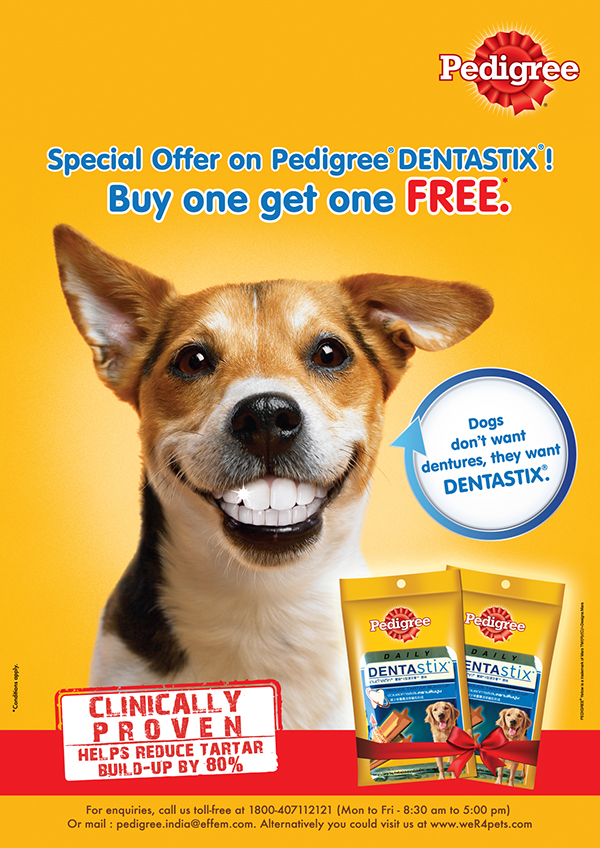 Pedigree®
Special Offer on Pedigree® DENTASTIX®!
Buy one get one FREE.*
Dogs
don't want
dentures, they want
DENTASTIX®.
Pedigree
DAILY
DENTAstix
Pedigree
DAILY
ENTAstix
CLINICALLY
PROVEN
HELPS REDUCE TARTAR
BUILD-UP BY 80%
*Conditions apply.
For enquiries, call us toll-free at 1800-407112121 (Mon to Fri - 8:30 am to 5:00 pm)
Or mail : pedigree.india@effem.com. Alternatively you could visit us at www.weR4pets.com